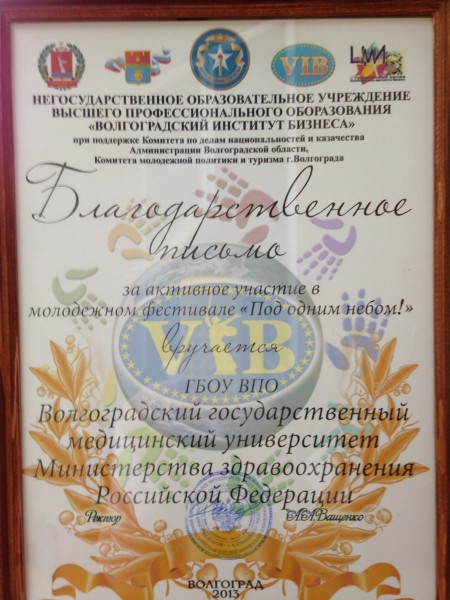 VIB
НЕГОСУДАРСТВЕННОЕ ОБРАЗОВАТЕЛЬНОЕ УЧРЕЖДЕНИЕ
ВЫСШЕГО ПРОФЕССИОНАЛЬНОГО ОБРАЗОВАНИЯ
«ВОЛГОГРАДСКИЙ ИНСТИТУТ БИЗНЕСА»
при поддержке Комитета по делам национальностей и казачества
Администрации Волгоградской области,
Комитета молодежной политики и туризма г.Волгограда
Благодарственное
письмо
за активное участие в
молодежном фестивале «Под одним небом!»
VIB
вручается
ГБОУ ВПО
Волгоградский государственный
медицинский университет
Министерства здравоохранения
Российской Федерации
Ректор А.А.Ващенко
ВОЛГОГРАД
2013